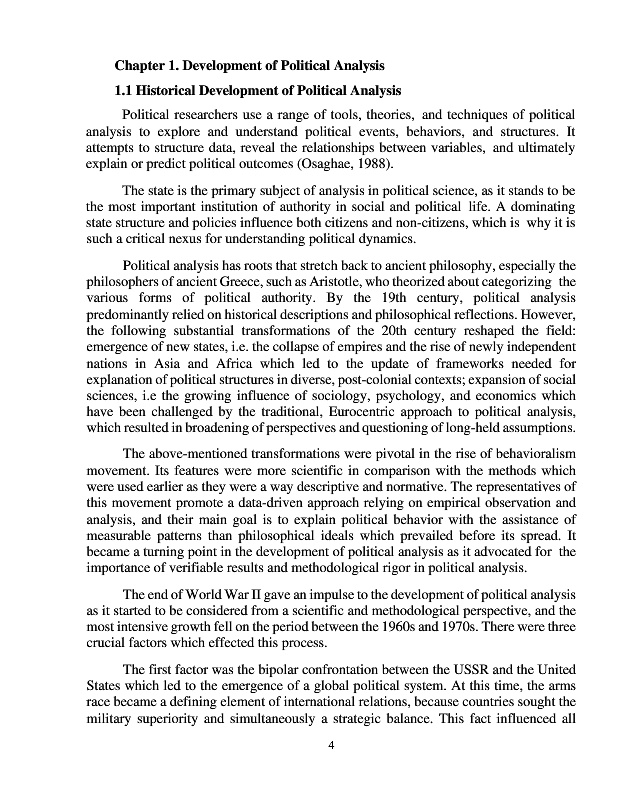 Chapter 1. Development of Political Analysis
1.1 Historical Development of Political Analysis
Political researchers use a range of tools, theories, and techniques of political
analysis to explore and understand political events, behaviors, and structures. It
attempts to structure data, reveal the relationships between variables, and ultimately
explain or predict political outcomes (Osaghae, 1988).
The state is the primary subject of analysis in political science, as it stands to be
the most important institution of authority in social and political life. A dominating
state structure and policies influence both citizens and non-citizens, which is why it is
such a critical nexus for understanding political dynamics.
Political analysis has roots that stretch back to ancient philosophy, especially the
philosophers of ancient Greece, such as Aristotle, who theorized about categorizing the
various forms of political authority. By the 19th century, political analysis
predominantly relied on historical descriptions and philosophical reflections. However,
the following substantial transformations of the 20th century reshaped the field:
emergence of new states, i.e. the collapse of empires and the rise of newly independent
nations in Asia and Africa which led to the update of frameworks needed for
explanation of political structures in diverse, post-colonial contexts; expansion of social
sciences, i.e the growing influence of sociology, psychology, and economics which
have been challenged by the traditional, Eurocentric approach to political analysis,
which resulted in broadening of perspectives and questioning of long-held assumptions.
The above-mentioned transformations were pivotal in the rise of behavioralism
movement. Its features were more scientific in comparison with the methods which
were used earlier as they were a way descriptive and normative. The representatives of
this movement promote a data-driven approach relying on empirical observation and
analysis, and their main goal is to explain political behavior with the assistance of
measurable patterns than philosophical ideals which prevailed before its spread. It
became a turning point in the development of political analysis as it advocated for the
importance of verifiable results and methodological rigor in political analysis.
The end of World War II gave an impulse to the development of political analysis
as it started to be considered from a scientific and methodological perspective, and the
most intensive growth fell on the period between the 1960s and 1970s. There were three
crucial factors which effected this process.
The first factor was the bipolar confrontation between the USSR and the United
States which led to the emergence of a global political system. At this time, the arms
race became a defining element of international relations, because countries sought the
military superiority and simultaneously a strategic balance. This fact influenced all
4